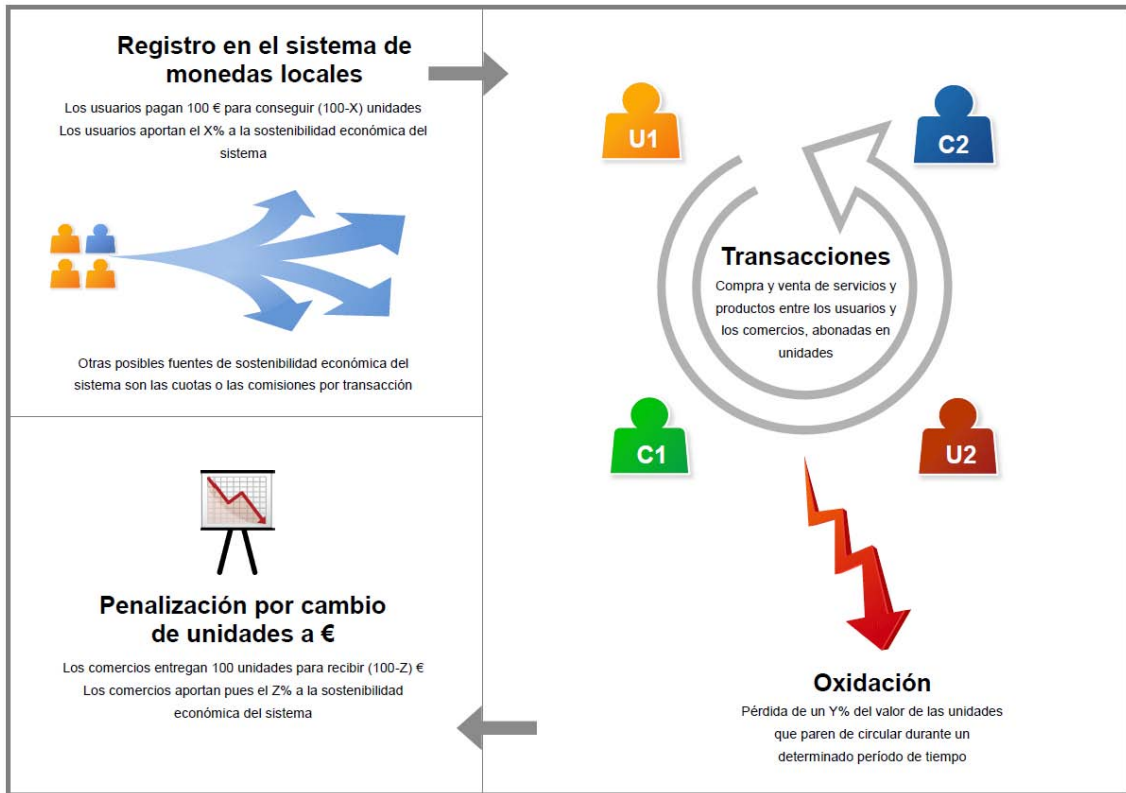 Registro en el sistema de
monedas locales
Los usuarios pagan 100 € para conseguir (100-X) unidades
Los usuarios aportan el X% a la sostenibilidad económica del
sistema
Otras posibles fuentes de sostenibilidad económica del
sistema son las cuotas o las comisiones por transacción
U1
C2
Transacciones
Compra y venta de servicios y
productos entre los usuarios y
los comercios, abonadas en
unidades
C1
U2
Oxidación
Pérdida de un Y% del valor de las unidades
que paren de circular durante un
determinado período de tiempo
Penalización por cambio
de unidades a €
Los comercios entregan 100 unidades para recibir (100-Z) €
Los comercios aportan pues el Z% a la sostenibilidad
económica del sistema